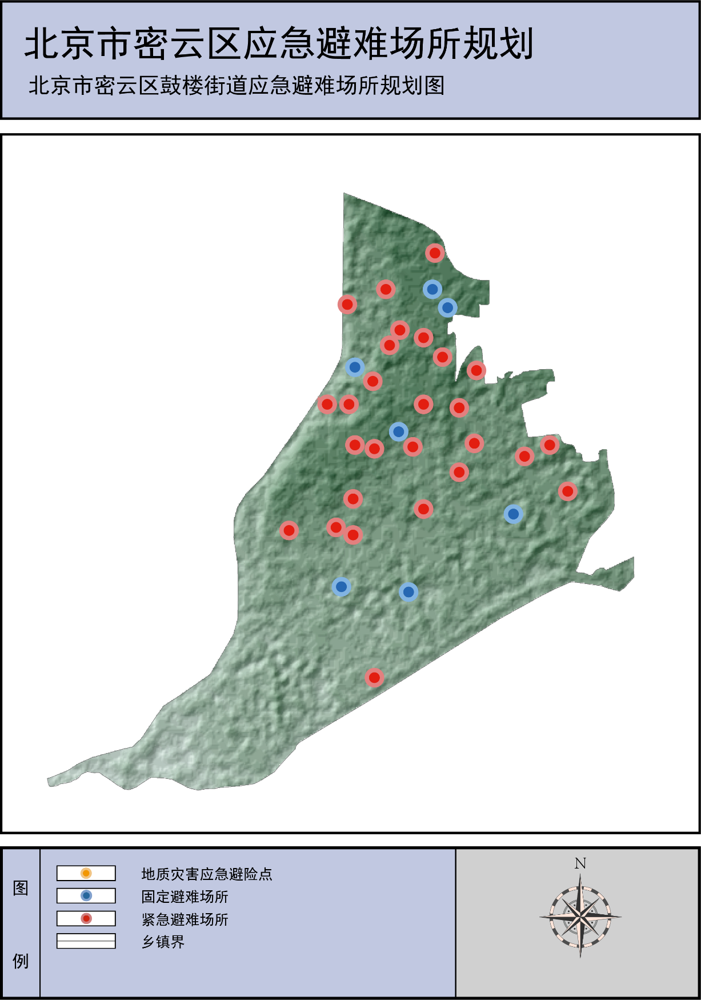 北京市密云区应急避难场所规划
北京市密云区鼓楼街道应急避难场所规划图
图例
地质灾害应急避险点
固定避难场所
紧急避难场所
乡镇界
N